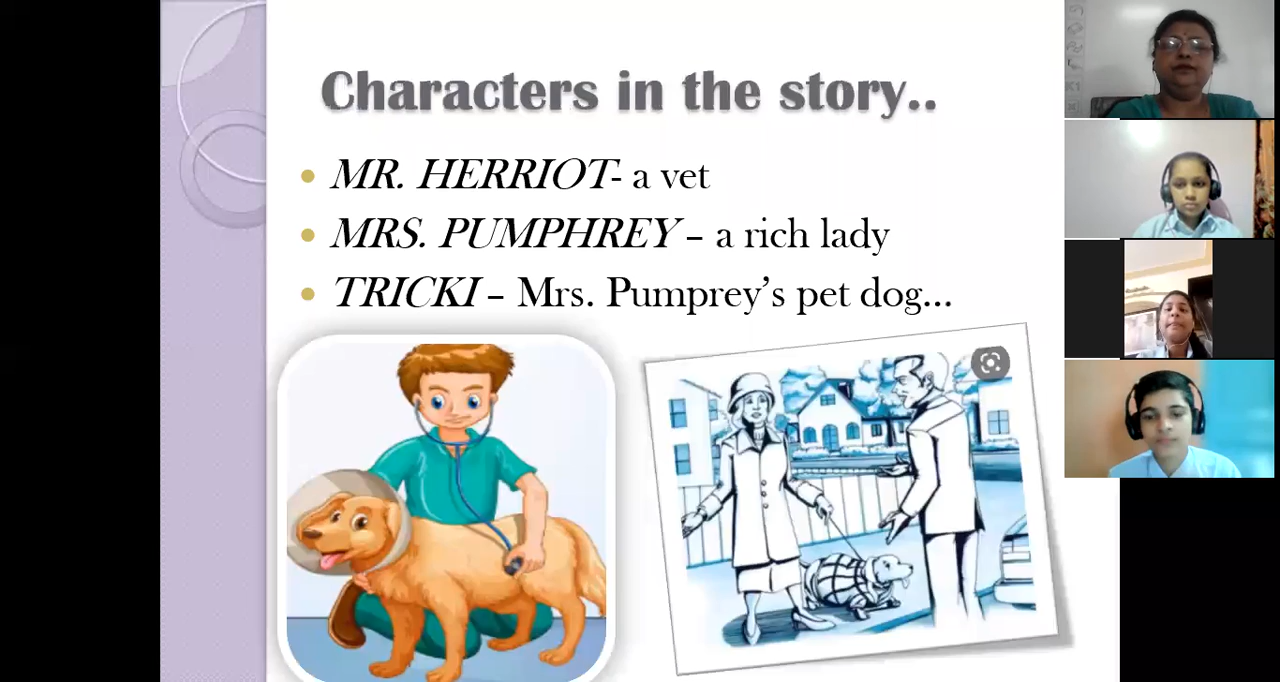 Characters in the story..
MR. HERRIOT- a vet
MRS. PUMPHREY – a rich lady
TRICKI – Mrs. Pumprey’s pet dog...